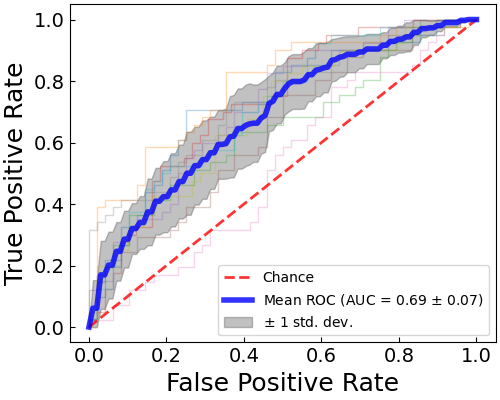 1.0
0.8
0.6
0.4
0.2
0.0
True Positive Rate
Chance
Mean ROC (AUC = 0.69 ± 0.07)
± 1 std. dev.
0.0 0.2 0.4 0.6 0.8 1.0
False Positive Rate